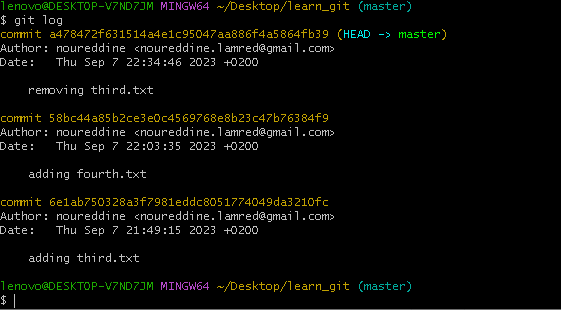 lenovo@DESKTOP-V7ND7JM MINGW64 ~/Desktop/learn_git (master)
$ git log
commit a478472f631514a4e1c95047aa886f4a5864fb39 (HEAD -> master)
Author: noureddine <noureddine.lamred@gmail.com>
Date:   Thu Sep 7 22:34:46 2023 +0200
    removing third.txt
commit 58bc44a85b2ce3e0c4569768e8b23c47b76384f9
Author: noureddine <noureddine.lamred@gmail.com>
Date:   Thu Sep 7 22:03:35 2023 +0200
    adding fourth.txt
commit 6e1ab750328a3f7981eddc8051774049da3210fc
Author: noureddine <noureddine.lamred@gmail.com>
Date:   Thu Sep 7 21:49:15 2023 +0200
    adding third.txt
lenovo@DESKTOP-V7ND7JM MINGW64 ~/Desktop/learn_git (master)
$